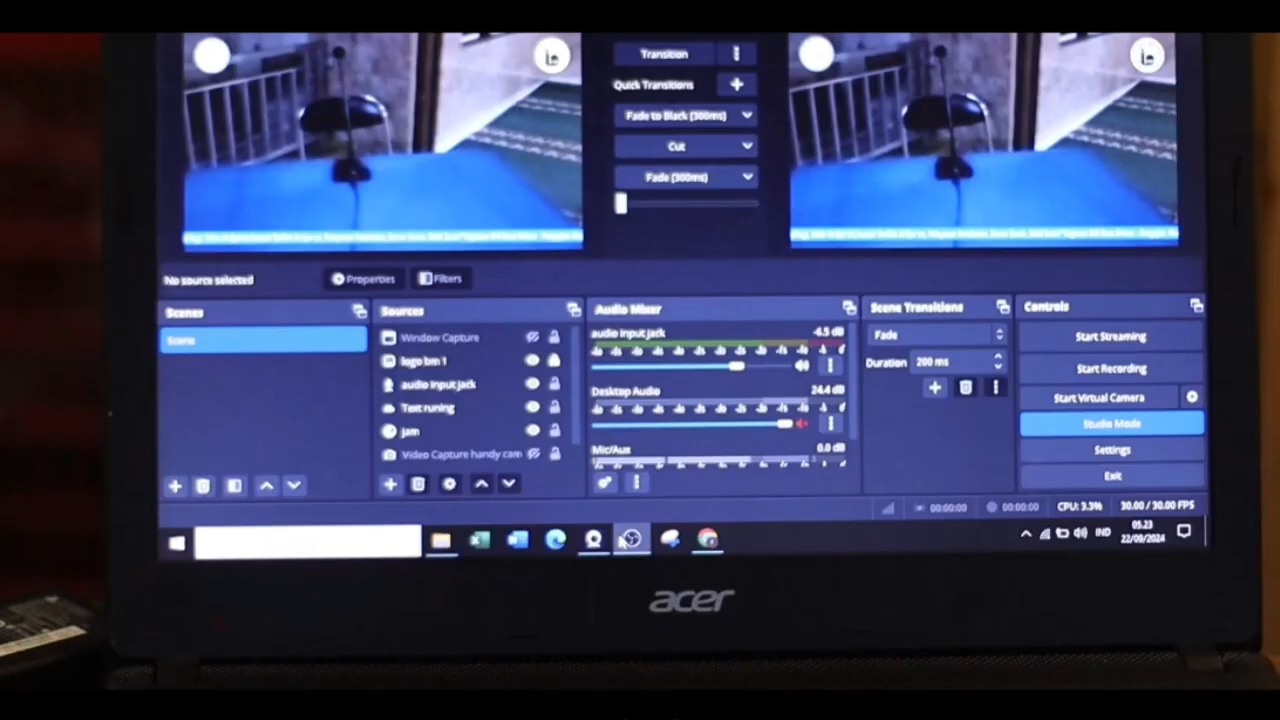 Transition
Quick Transitions
Fade to Black (300ms)
Cut
Fade (300ms)
No source selected
Properties
Filters
Scenes
Scene
Sources
Window Capture
logo bm 1
audio input jack
Text runing
jam
Video Capture handy cam
Audio Mixer
audio input jack
-6.5 dB
Desktop Audio
24.4 dB
Mic/Aux
0.0 dB
Scene Transitions
Fade
Duration 200 ms
Controls
Start Streaming
Start Recording
Start Virtual Camera
Studio Mode
Settings
Exit
00:00:00
00:00:00
CPU: 3.3%
30.00 / 30.00 FPS
IND
05.23
22/09/2024
acer